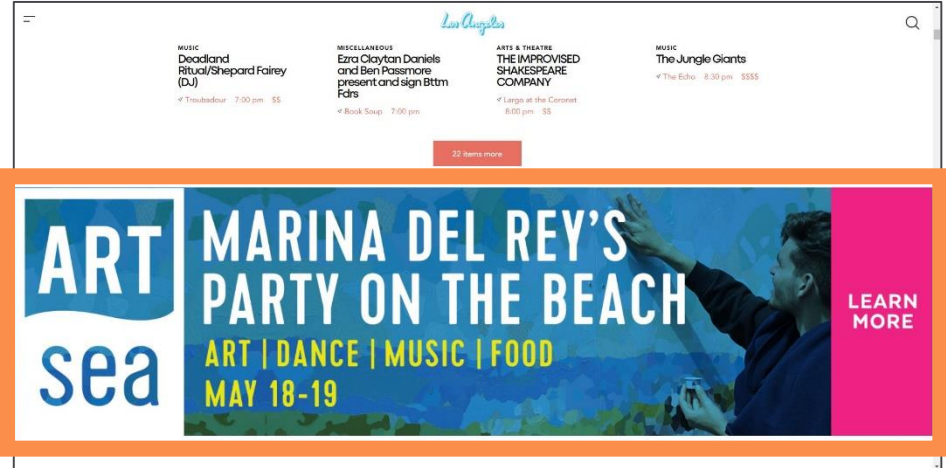 Los Angeles
MUSIC
Deadland
Ritual/Shepard Fairey
(DJ)
Troubadour 7:00 pm $$
MISCELLANEOUS
Ezra Claytan Daniels
and Ben Passmore
present and sign Bttm
Fdrs
Book Soup 7:00 pm
ARTS & THEATRE
THE IMPROVISED
SHAKESPEARE
COMPANY
Largo at the Coronet
8:00 pm $$
MUSIC
The Jungle Giants
The Echo 8:30 pm $$$$
22 items more
ART
sea
MARINA DEL REY'S
PARTY ON THE BEACH
ART | DANCE | MUSIC | FOOD
MAY 18-19
LEARN
MORE